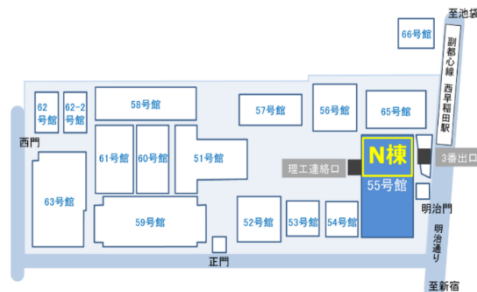 至池袋
66号館
副都心線 西早稲田駅
62
号館
62-2
号館
58号館
57号館
56号館
65号館
西門
61号館
60号館
51号館
N棟
3番出口
理工連絡口
55号館
63号館
59号館
52号館
53号館
54号館
明治門
正門
明治通り
至新宿